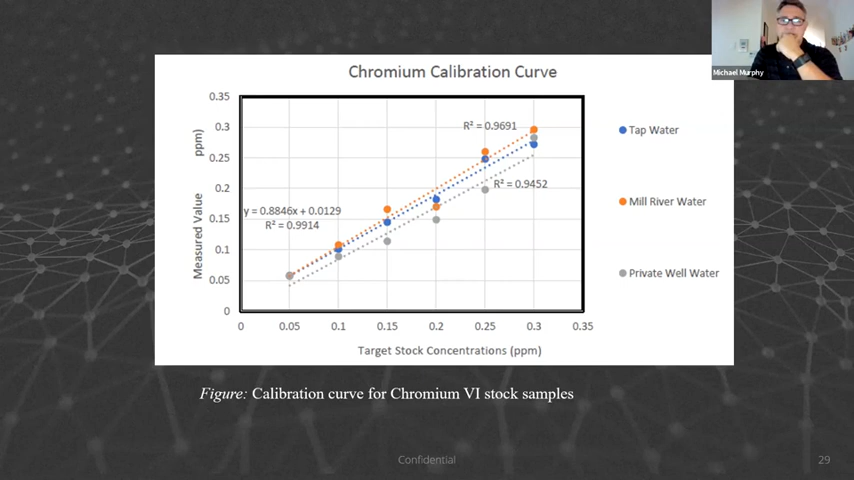 Michael Murphy
Chromium Calibration Curve
0.35
0.3
0.25
0.2
0.15
0.1
0.05
0
Measured Value ppm)
R² = 0.9691
R² = 0.9452
y = 0.8846x + 0.0129
R² = 0.9914
Tap Water
Mill River Water
Private Well Water
0 0.05 0.1 0.15 0.2 0.25 0.3 0.35
Target Stock Concentrations (ppm)
Figure: Calibration curve for Chromium VI stock samples
Confidential
29